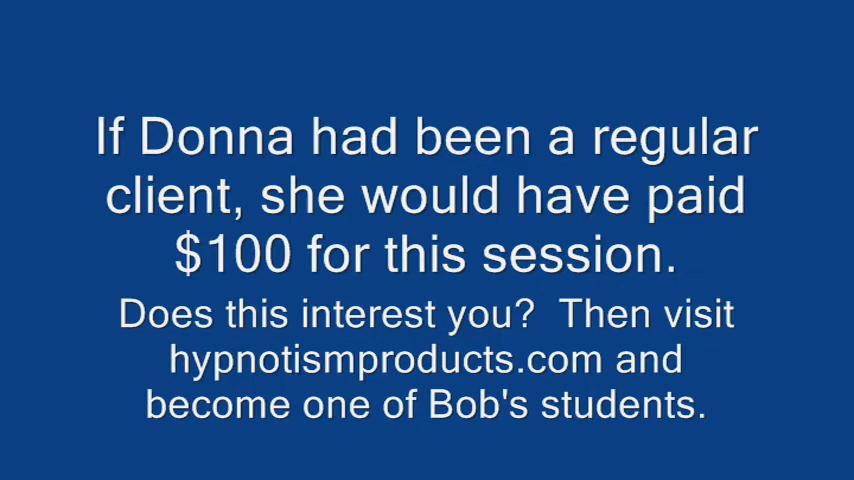 If Donna had been a regular
client, she would have paid
$100 for this session.
Does this interest you?  Then visit
hypnotismproducts.com and
become one of Bob's students.